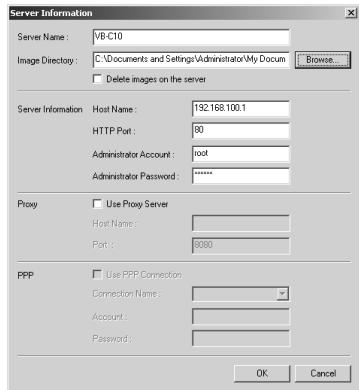 Server Information
Server Name : VB-C10
Image Directory : C:\Documents and Settings\Administrator\My Docum Browse...
Delete images on the server
Server Information Host Name : 192.168.100.1
HTTP Port : 80
Administrator Account : root
Administrator Password : ******
Proxy Use Proxy Server
Host Name :
Port : 8080
PPP Use PPP Connection
Connection Name :
Account :
Password :
OK Cancel